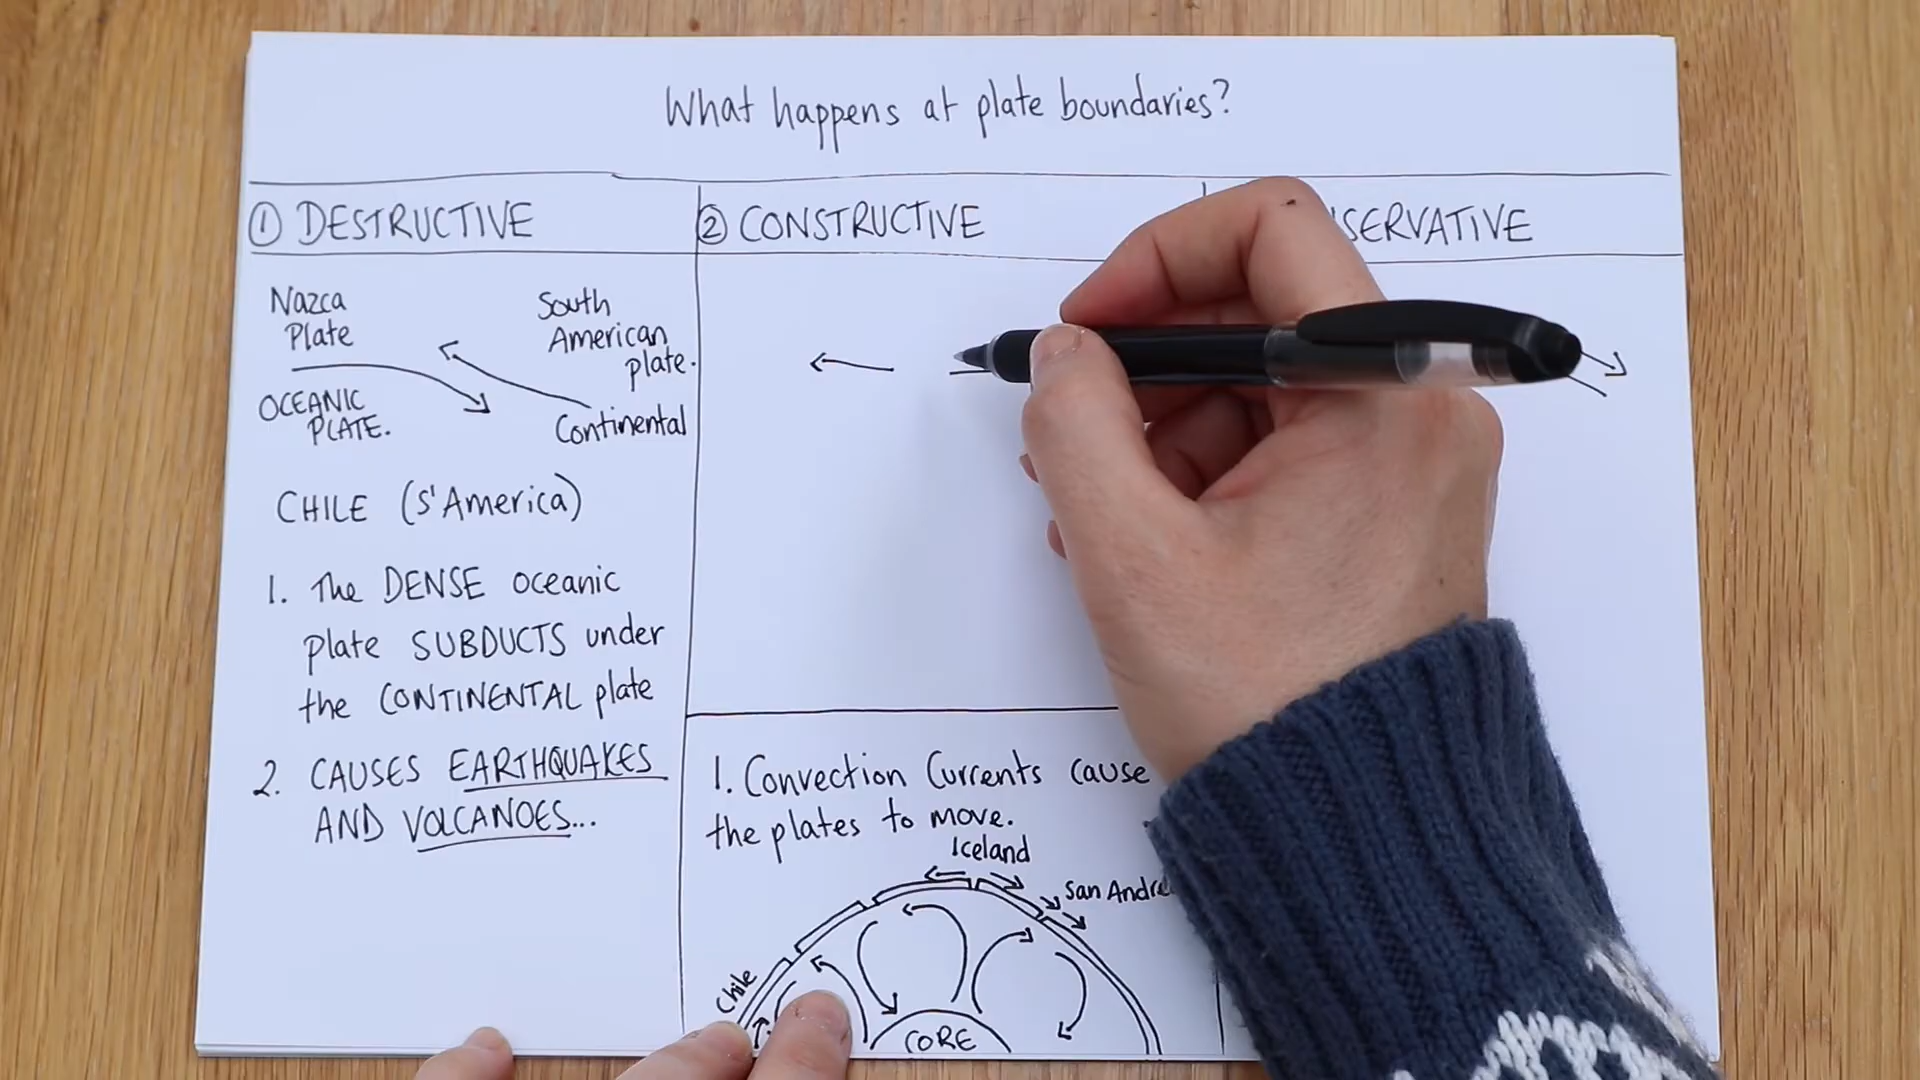 What happens at plate boundaries?
① DESTRUCTIVE
Nazca
Plate
South
American
plate.
OCEANIC
PLATE.
Continental
CHILE (S'America)
1. The DENSE oceanic
plate SUBDUCTS under
the CONTINENTAL plate
2. CAUSES EARTHQUAKES
AND VOLCANOES...
② CONSTRUCTIVE
1. Convection Currents cause
the plates to move.
Iceland
San
Chile
CORE